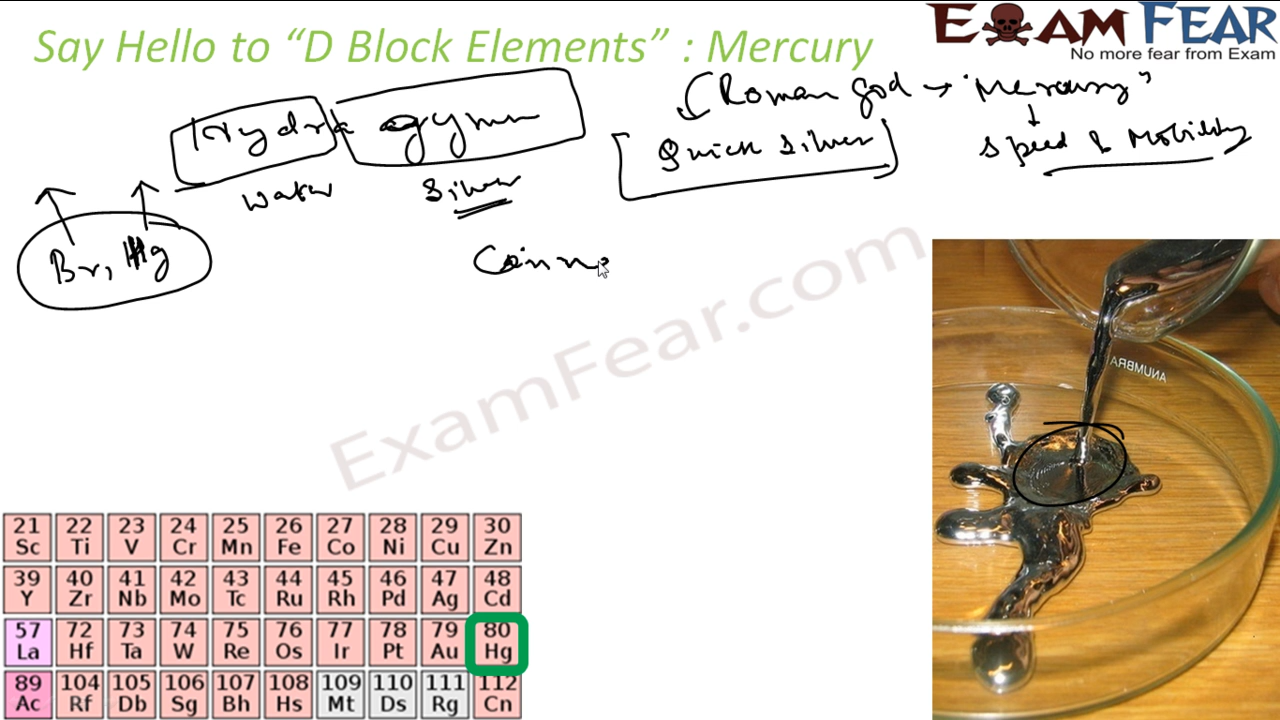 Say Hello to “D Block Elements” : Mercury
EXAM FEAR
No more fear from Exam
Hydra gyrum
Water Silver
(Roman god → "Mercury"
Quick Silver
Speed & Mobility
Br, Hg
ExamFear.com
ANUMBRA
21 22 23 24 25 26 27 28 29 30
Sc Ti V Cr Mn Fe Co Ni Cu Zn
39 40 41 42 43 44 45 46 47 48
Y Zr Nb Mo Tc Ru Rh Pd Ag Cd
57 72 73 74 75 76 77 78 79 80
La Hf Ta W Re Os Ir Pt Au Hg
89 104 105 106 107 108 109 110 111 112
Ac Rf Db Sg Bh Hs Mt Ds Rg Cn